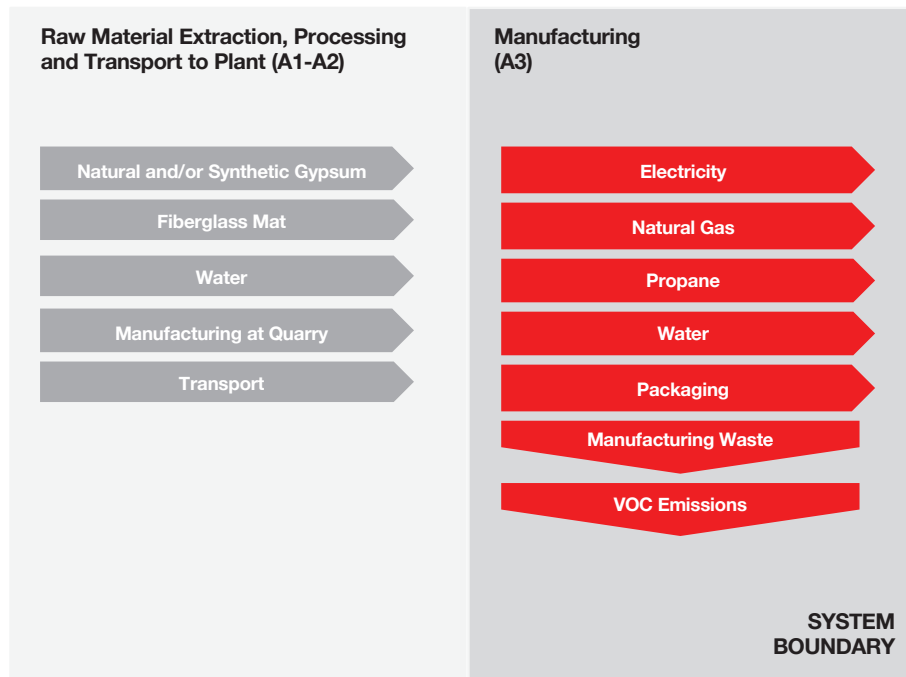 Raw Material Extraction, Processing
and Transport to Plant (A1-A2)
Natural and/or Synthetic Gypsum
Fiberglass Mat
Water
Manufacturing at Quarry
Transport
Manufacturing
(A3)
Electricity
Natural Gas
Propane
Water
Packaging
Manufacturing Waste
VOC Emissions
SYSTEM
BOUNDARY